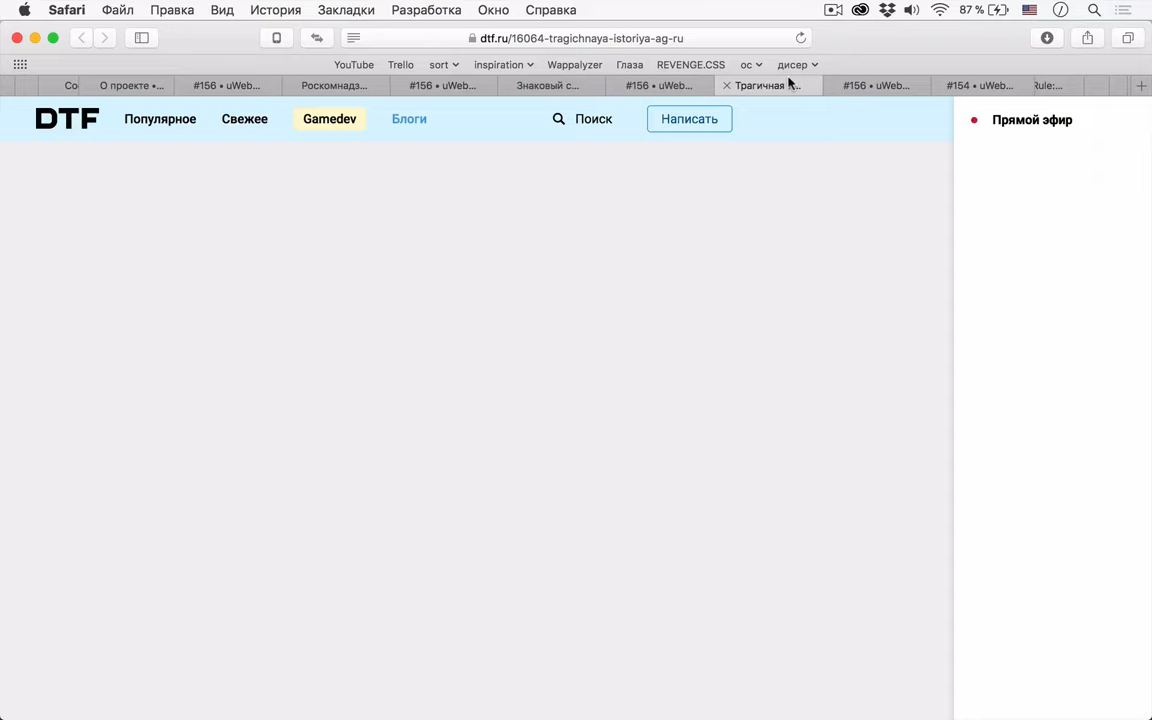 Safari Файл Правка Вид История Закладки Разработка Окно Справка 87 %
dtf.ru/16064-tragichnaya-istoriya-ag-ru
YouTube Trello sort inspiration Wappalyzer Глаза REVENGE.CSS ос дисер
Со О проекте •... #156 • uWeb... Роскомнадз... #156 • uWeb... Знаковый с... #156 • uWeb... Трагичная #156 • uWeb... #154 • uWeb... Rule:...
DTF Популярное Свежее Gamedev Блоги Поиск Написать Прямой эфир